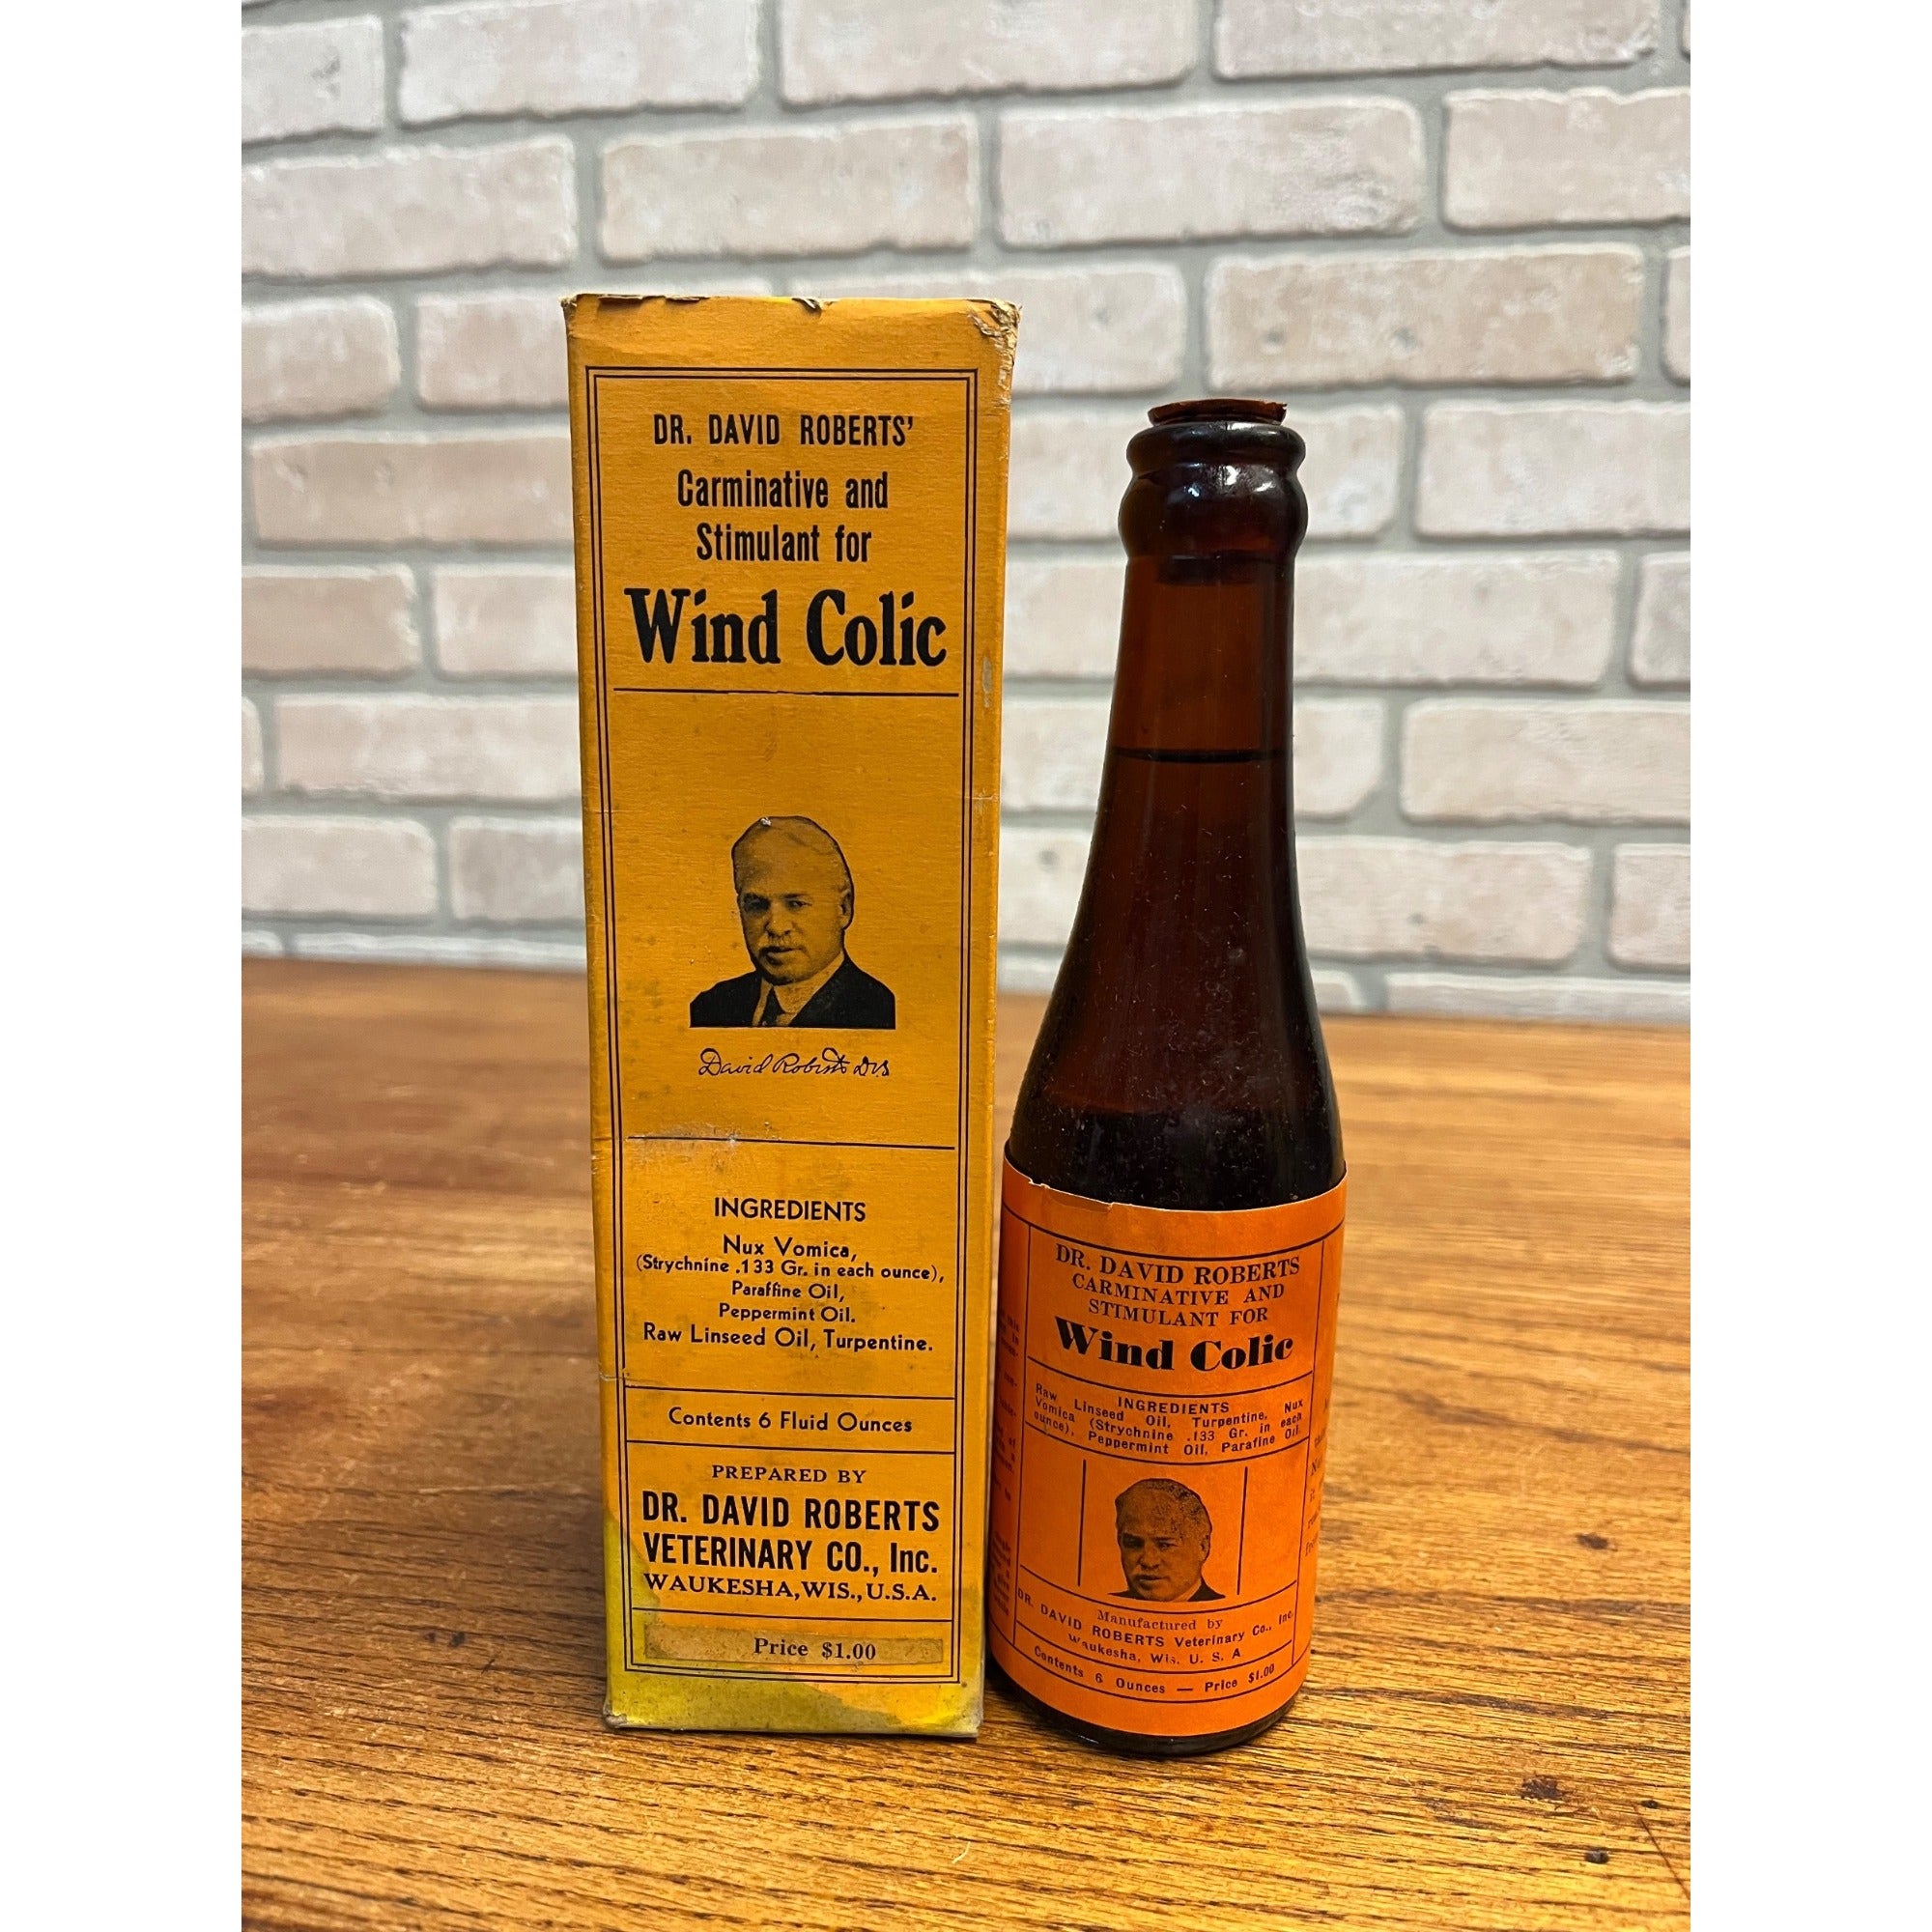 DR. DAVID ROBERTS'
Carminative and
Stimulant for
Wind Colic
David Roberts DVS
INGREDIENTS
Nux Vomica,
(Strychnine .133 Gr. in each ounce),
Paraffine Oil,
Peppermint Oil.
Raw Linseed Oil, Turpentine.
Contents 6 Fluid Ounces
PREPARED BY
DR. DAVID ROBERTS
VETERINARY CO., Inc.
WAUKESHA, WIS., U.S.A.
Price $1.00
DR. DAVID ROBERTS
CARMINATIVE AND
STIMULANT FOR
Wind Colic
INGREDIENTS
Raw Linseed Oil, Turpentine, Nux
Vomica (Strychnine .133 Gr. in each
ounce), Peppermint Oil, Parafine Oil.
Manufactured by
DR. DAVID ROBERTS Veterinary Co., Inc.
Waukesha, Wis. U. S. A
Contents 6 Ounces — Price $1.00